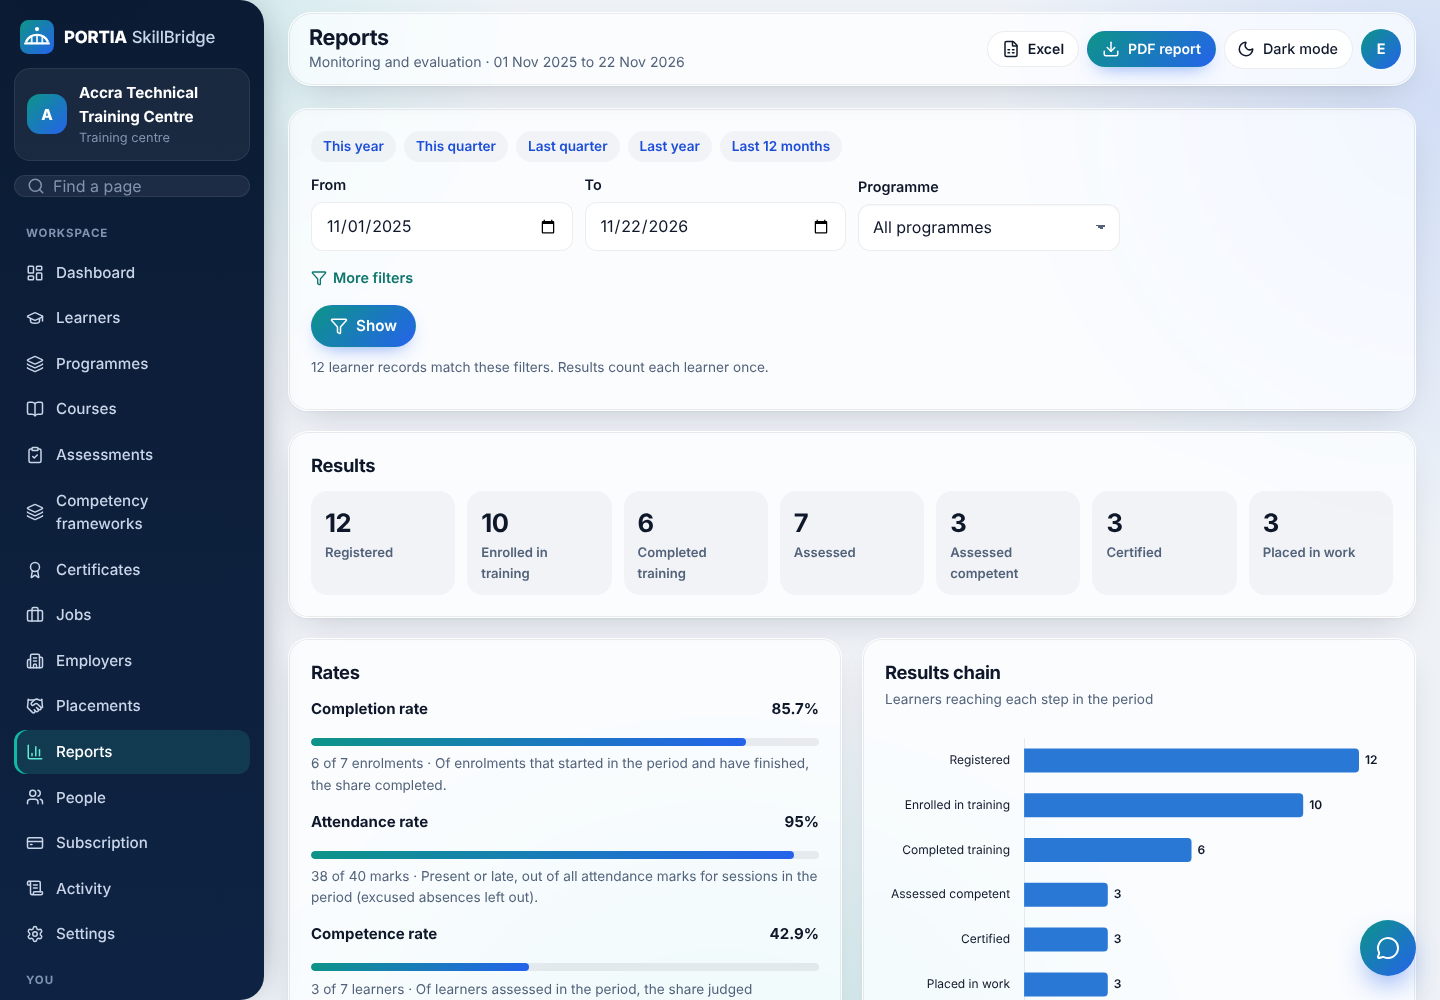 PORTIA SkillBridge
A
Accra Technical
Training Centre
Training centre
Find a page
WORKSPACE
Dashboard
Learners
Programmes
Courses
Assessments
Competency
frameworks
Certificates
Jobs
Employers
Placements
Reports
People
Subscription
Activity
Settings
YOU
Reports
Monitoring and evaluation · 01 Nov 2025 to 22 Nov 2026
Excel
PDF report
Dark mode
E
This year
This quarter
Last quarter
Last year
Last 12 months
From
To
Programme
11/01/2025
11/22/2026
All programmes
More filters
Show
12 learner records match these filters. Results count each learner once.
Results
12
Registered
10
Enrolled in
training
6
Completed
training
7
Assessed
3
Assessed
competent
3
Certified
3
Placed in work
Rates
Completion rate 85.7%
6 of 7 enrolments · Of enrolments that started in the period and have finished,
the share completed.
Attendance rate 95%
38 of 40 marks · Present or late, out of all attendance marks for sessions in the
period (excused absences left out).
Competence rate 42.9%
3 of 7 learners · Of learners assessed in the period, the share judged
Results chain
Learners reaching each step in the period
Registered 12
Enrolled in training 10
Completed training 6
Assessed competent 3
Certified 3
Placed in work 3